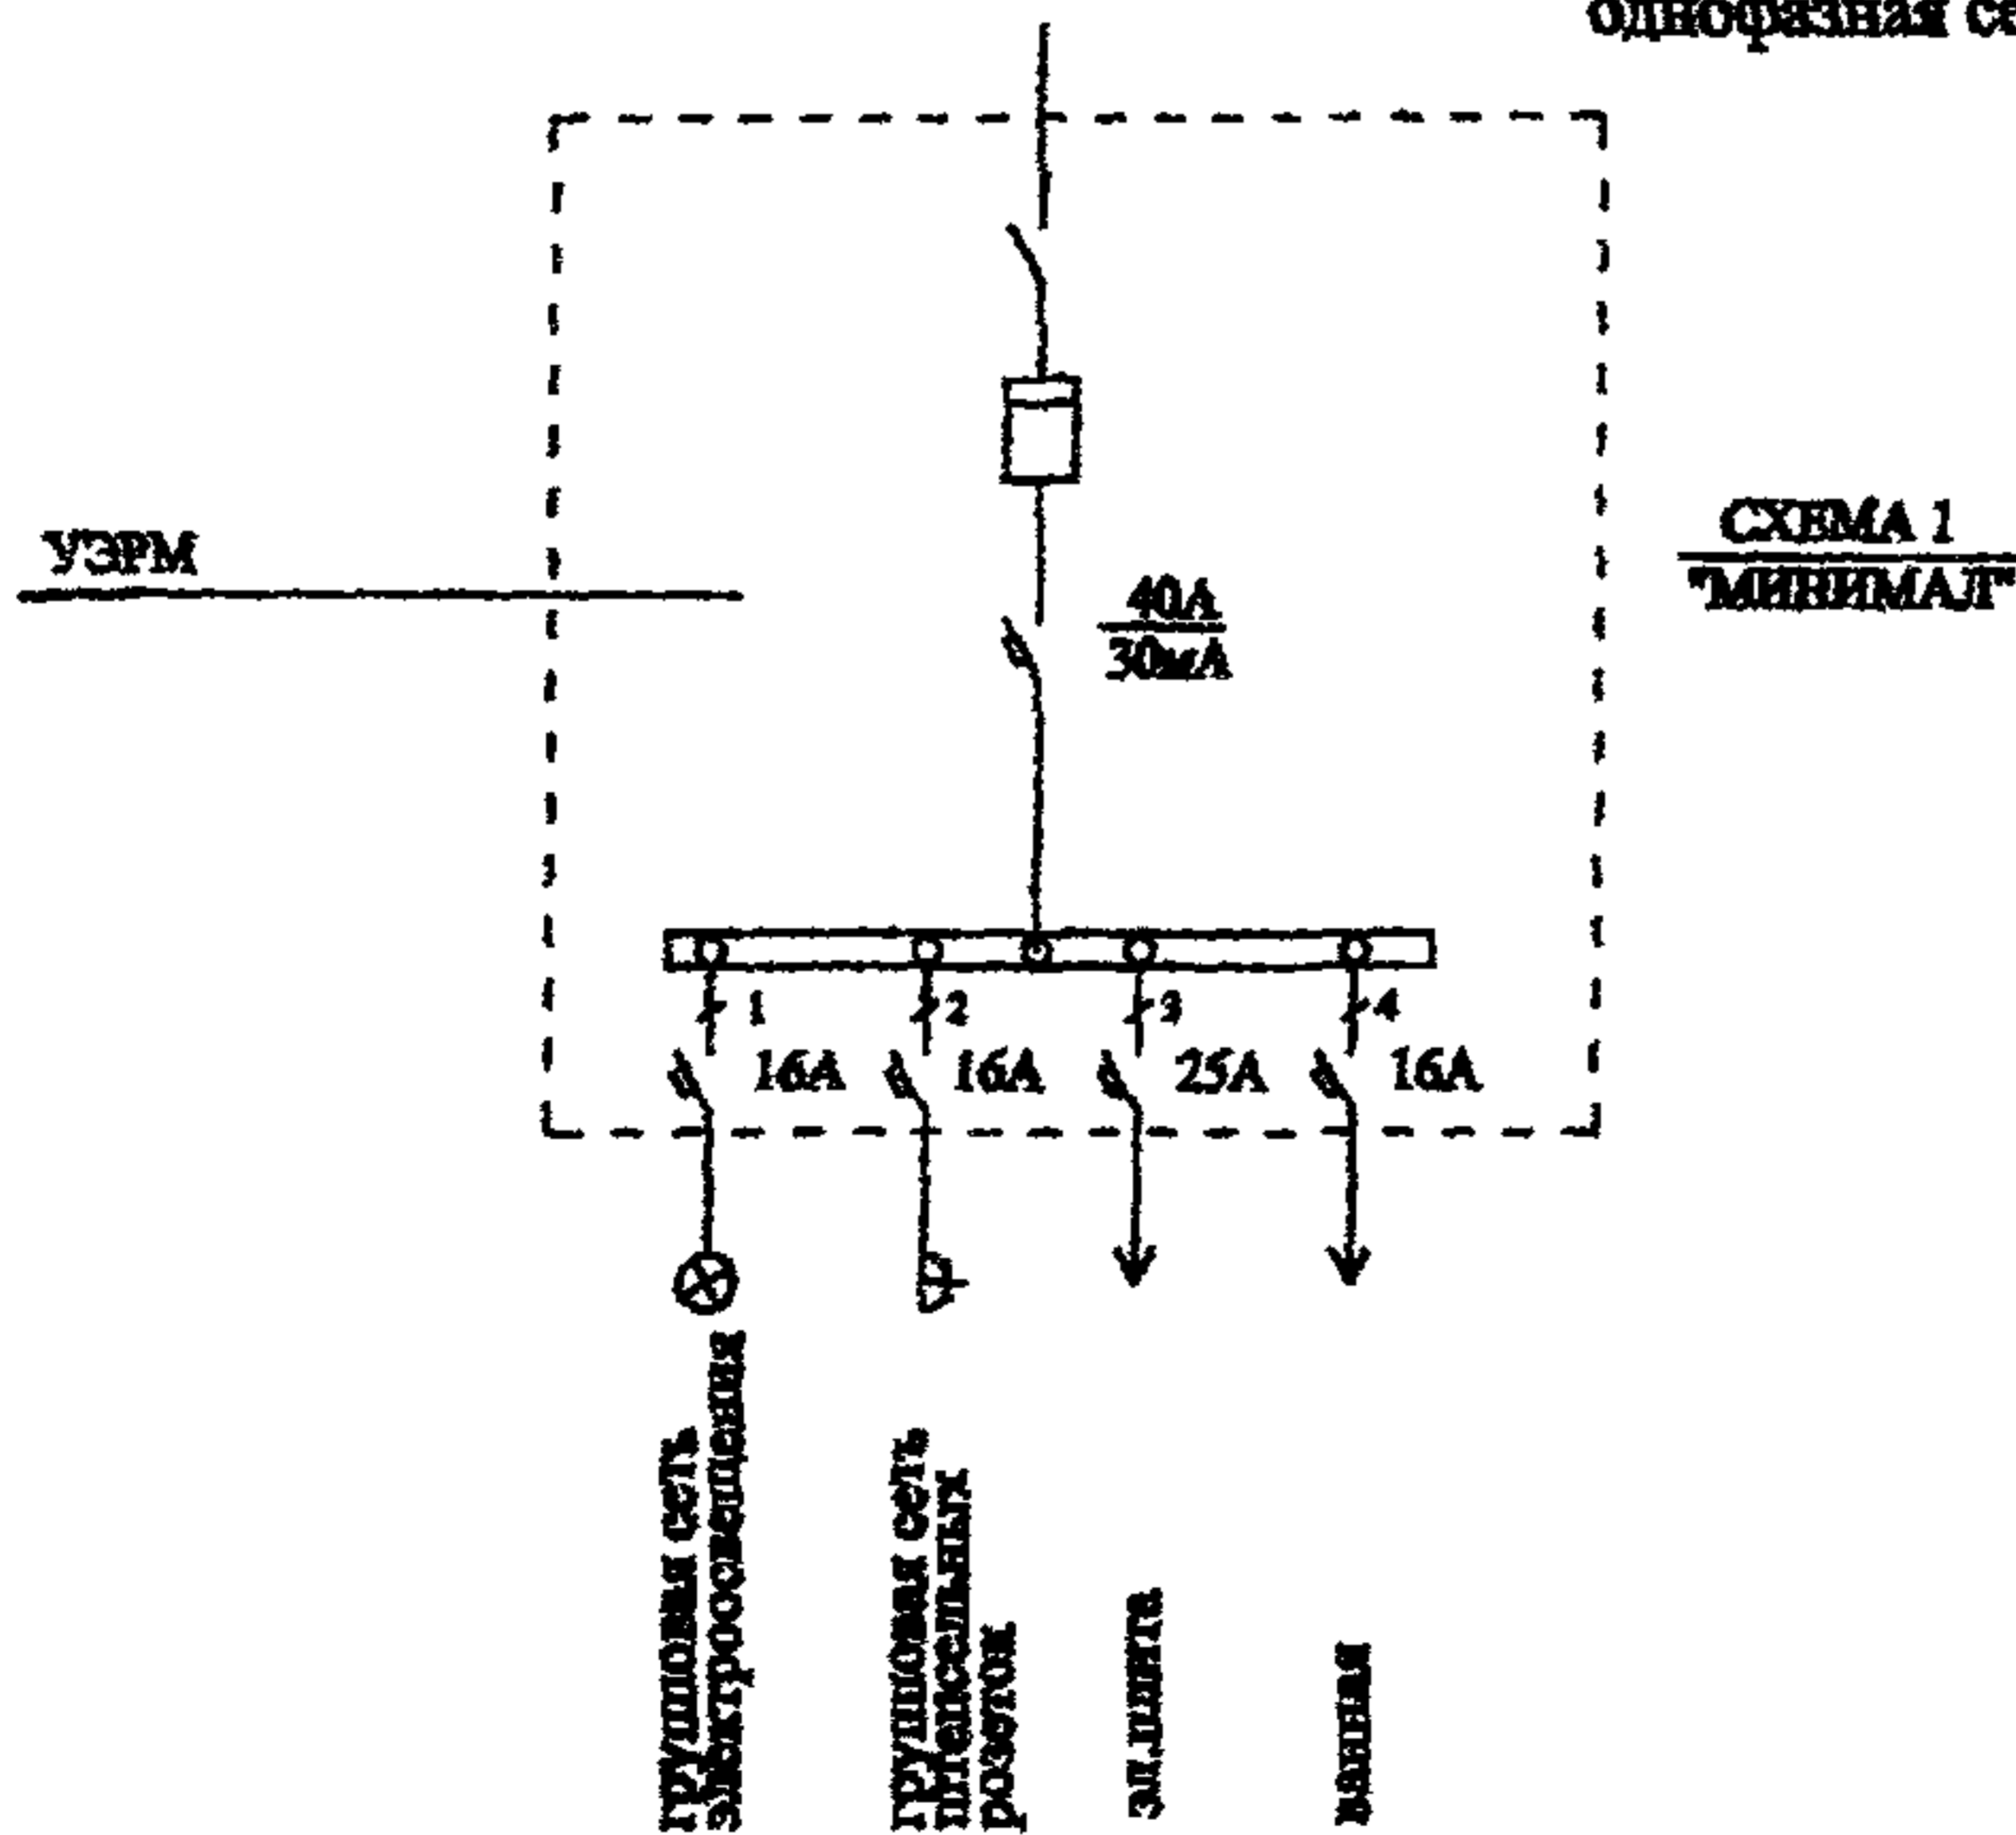 однофазная се
УЭРМ
СХЕМА 1
"МИНИМАЛ"
40А
30мА
1
2
3
4
16А
16А
25А
16А
групповая сеть
электроосвещения
групповая сеть
штепсельных
розеток
эл.плита
ванная